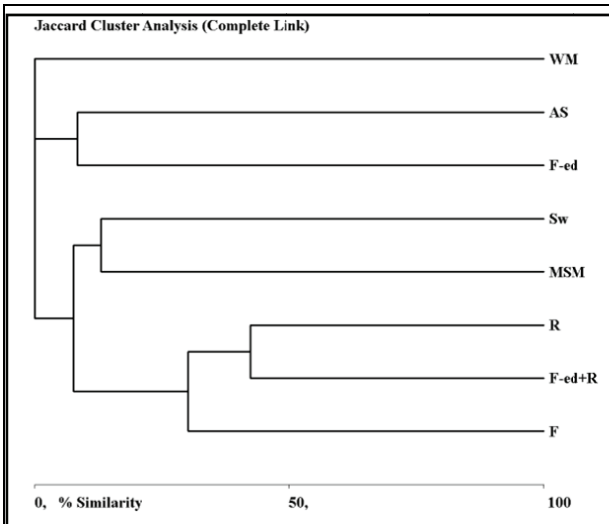 Jaccard Cluster Analysis (Complete Link)
WM
AS
F-ed
Sw
MSM
R
F-ed+R
F
0, % Similarity 50, 100